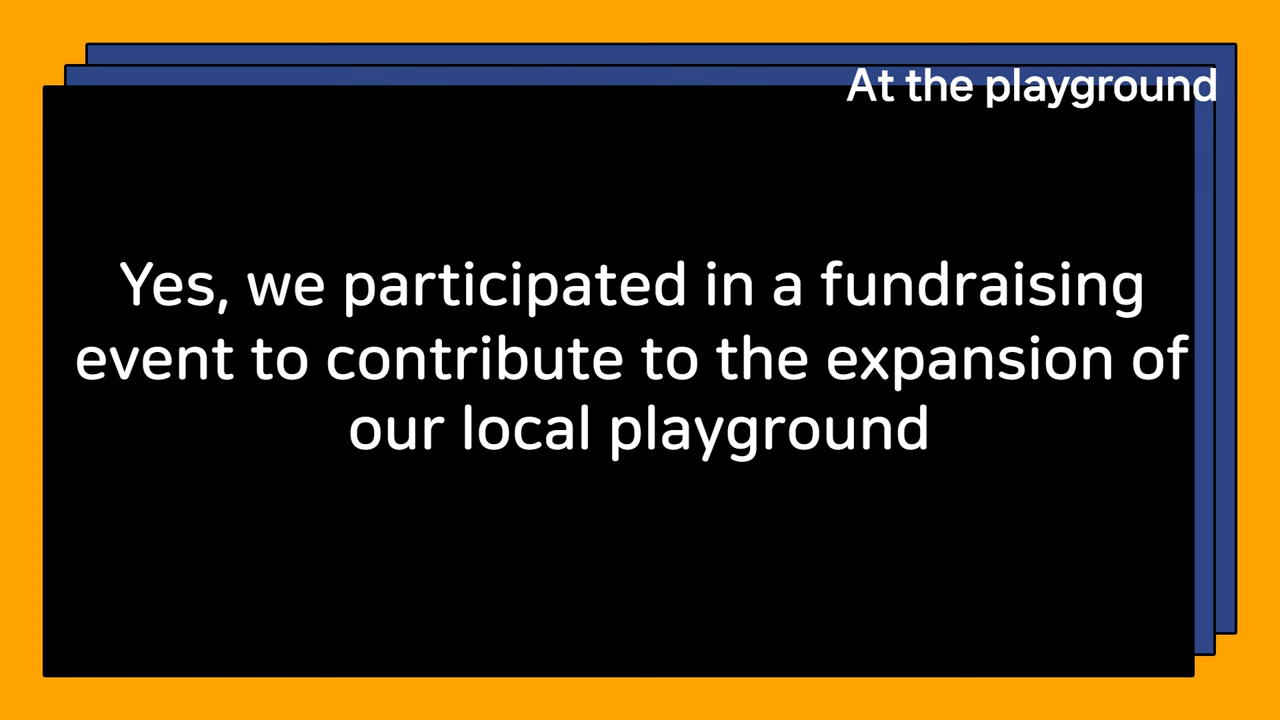 At the playground
Yes, we participated in a fundraising
event to contribute to the expansion of
our local playground